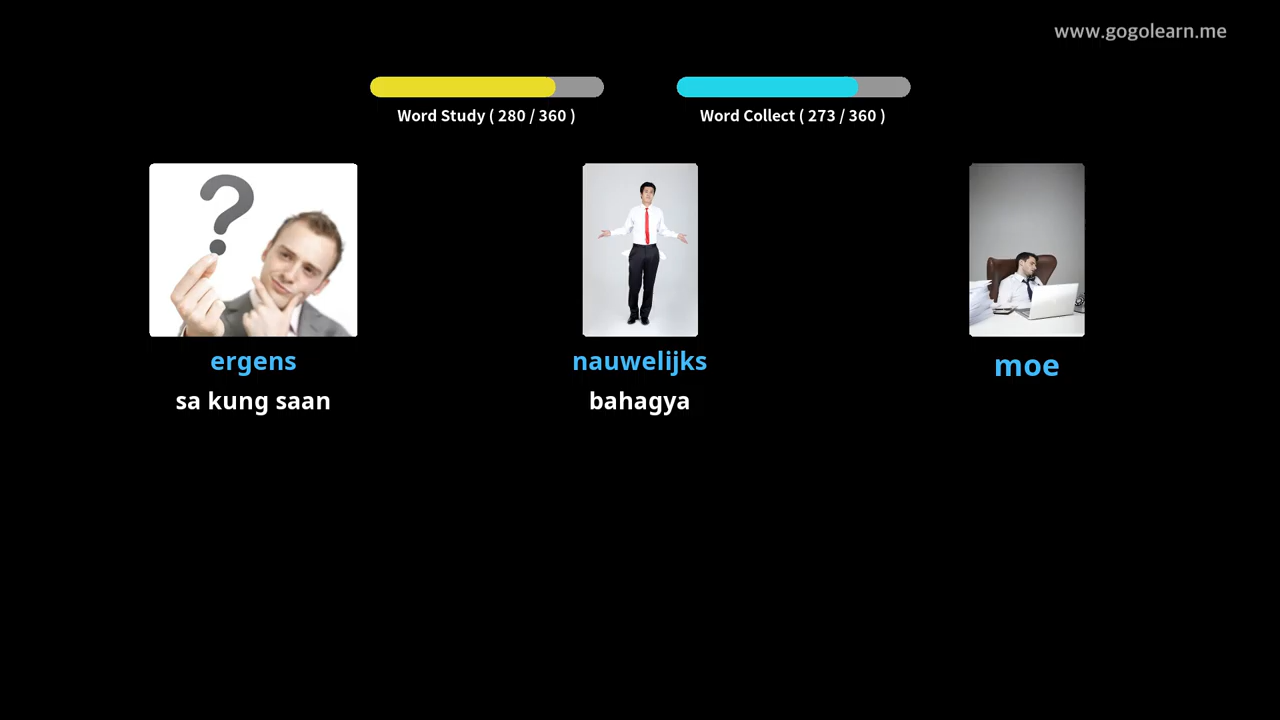 www.gogolearn.me
Word Study ( 280 / 360 )
Word Collect ( 273 / 360 )
ergens
sa kung saan
nauwelijks
bahagya
moe